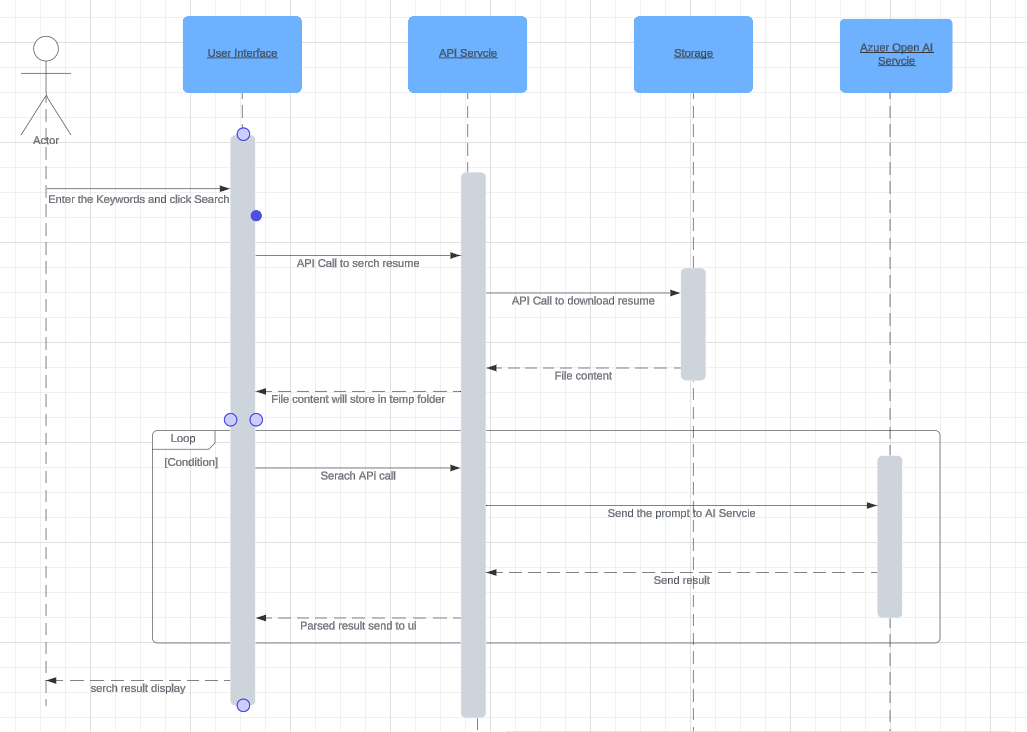 User Interface
API Servcie
Storage
Azuer Open AI
Servcie
Actor
Enter the Keywords and click Search
API Call to serch resume
API Call to download resume
File content
File content will store in temp folder
Loop
[Condition]
Serach APi call
Send the prompt to AI Servcie
Send result
Parsed result send to ui
serch result display